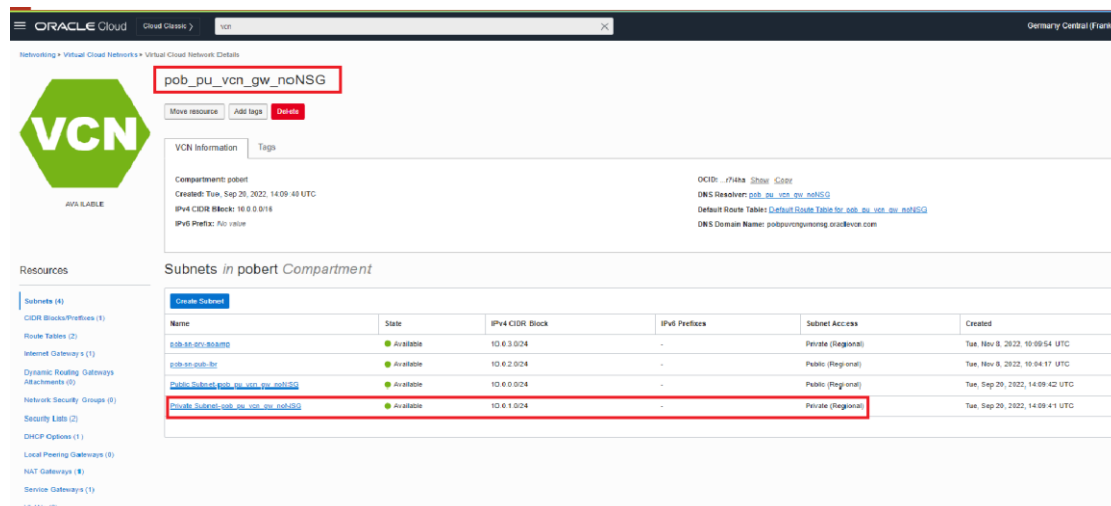 ORACLE Cloud Cloud Classic > vcn Germany Central (Frank
Networking » Virtual Cloud Networks » Virtual Cloud Network Details
pob_pu_vcn_gw_noNSG
Move resource Add tags Delete
VCN
AVAILABLE
VCN Information Tags
Compartment: pobert
Created: Tue, Sep 20, 2022, 14:09:40 UTC
IPv4 CIDR Block: 10.0.0.0/16
IPv6 Prefix: No value
OCID: Show Copy
DNS Resolver: pob_pu_vcn_gw_noNSG
Default Route Table: Default Route Table for pob_pu_vcn_gw_noNSG
DNS Domain Name:
Resources
Subnets (4)
CIDR Blocks/Prefixes (1)
Route Tables (2)
Internet Gateways (1)
Dynamic Routing Gateways
Attachments (0)
Network Security Groups (0)
Security Lists (2)
DHCP Options (1)
Local Peering Gateways (0)
NAT Gateways (1)
Service Gateways (1)
Subnets in pobert Compartment
Create Subnet
Name State IPv4 CIDR Block IPv6 Prefixes Subnet Access Created
Available 10.0.3.0/24 - Private (Regional) Tue, Nov 8, 2022, 10:09:54 UTC
pob-sn-pub-lbr Available 10.0.2.0/24 - Public (Regional) Tue, Nov 8, 2022, 10:04:17 UTC
Public Subnet-pob_pu_vcn_gw_noNSG Available 10.0.0.0/24 - Public (Regional) Tue, Sep 20, 2022, 14:09:42 UTC
Private Subnet-pob_pu_vcn_gw_noNSG Available 10.0.1.0/24 - Private (Regional) Tue, Sep 20, 2022, 14:09:41 UTC